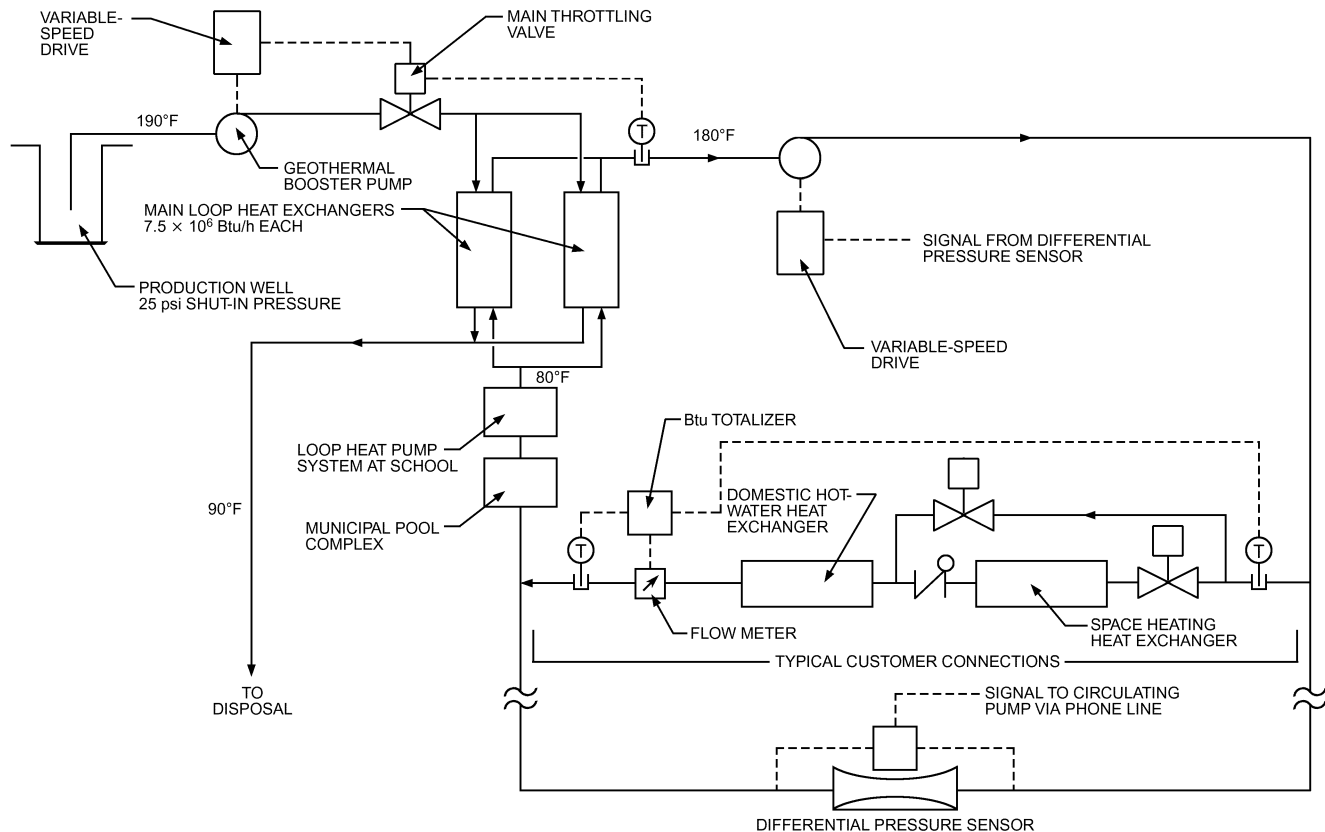 VARIABLE-
SPEED
DRIVE
MAIN THROTTLING
VALVE
190°F
T
180°F
GEOTHERMAL
BOOSTER PUMP
MAIN LOOP HEAT EXCHANGERS
7.5 × 10⁶ Btu/h EACH
SIGNAL FROM DIFFERENTIAL
PRESSURE SENSOR
PRODUCTION WELL
25 psi SHUT-IN PRESSURE
VARIABLE-SPEED
DRIVE
80°F
Btu TOTALIZER
LOOP HEAT PUMP
SYSTEM AT SCHOOL
DOMESTIC HOT-
WATER HEAT
EXCHANGER
90°F
MUNICIPAL POOL
COMPLEX
T
T
FLOW METER
SPACE HEATING
HEAT EXCHANGER
TYPICAL CUSTOMER CONNECTIONS
TO
DISPOSAL
SIGNAL TO CIRCULATING
PUMP VIA PHONE LINE
DIFFERENTIAL PRESSURE SENSOR